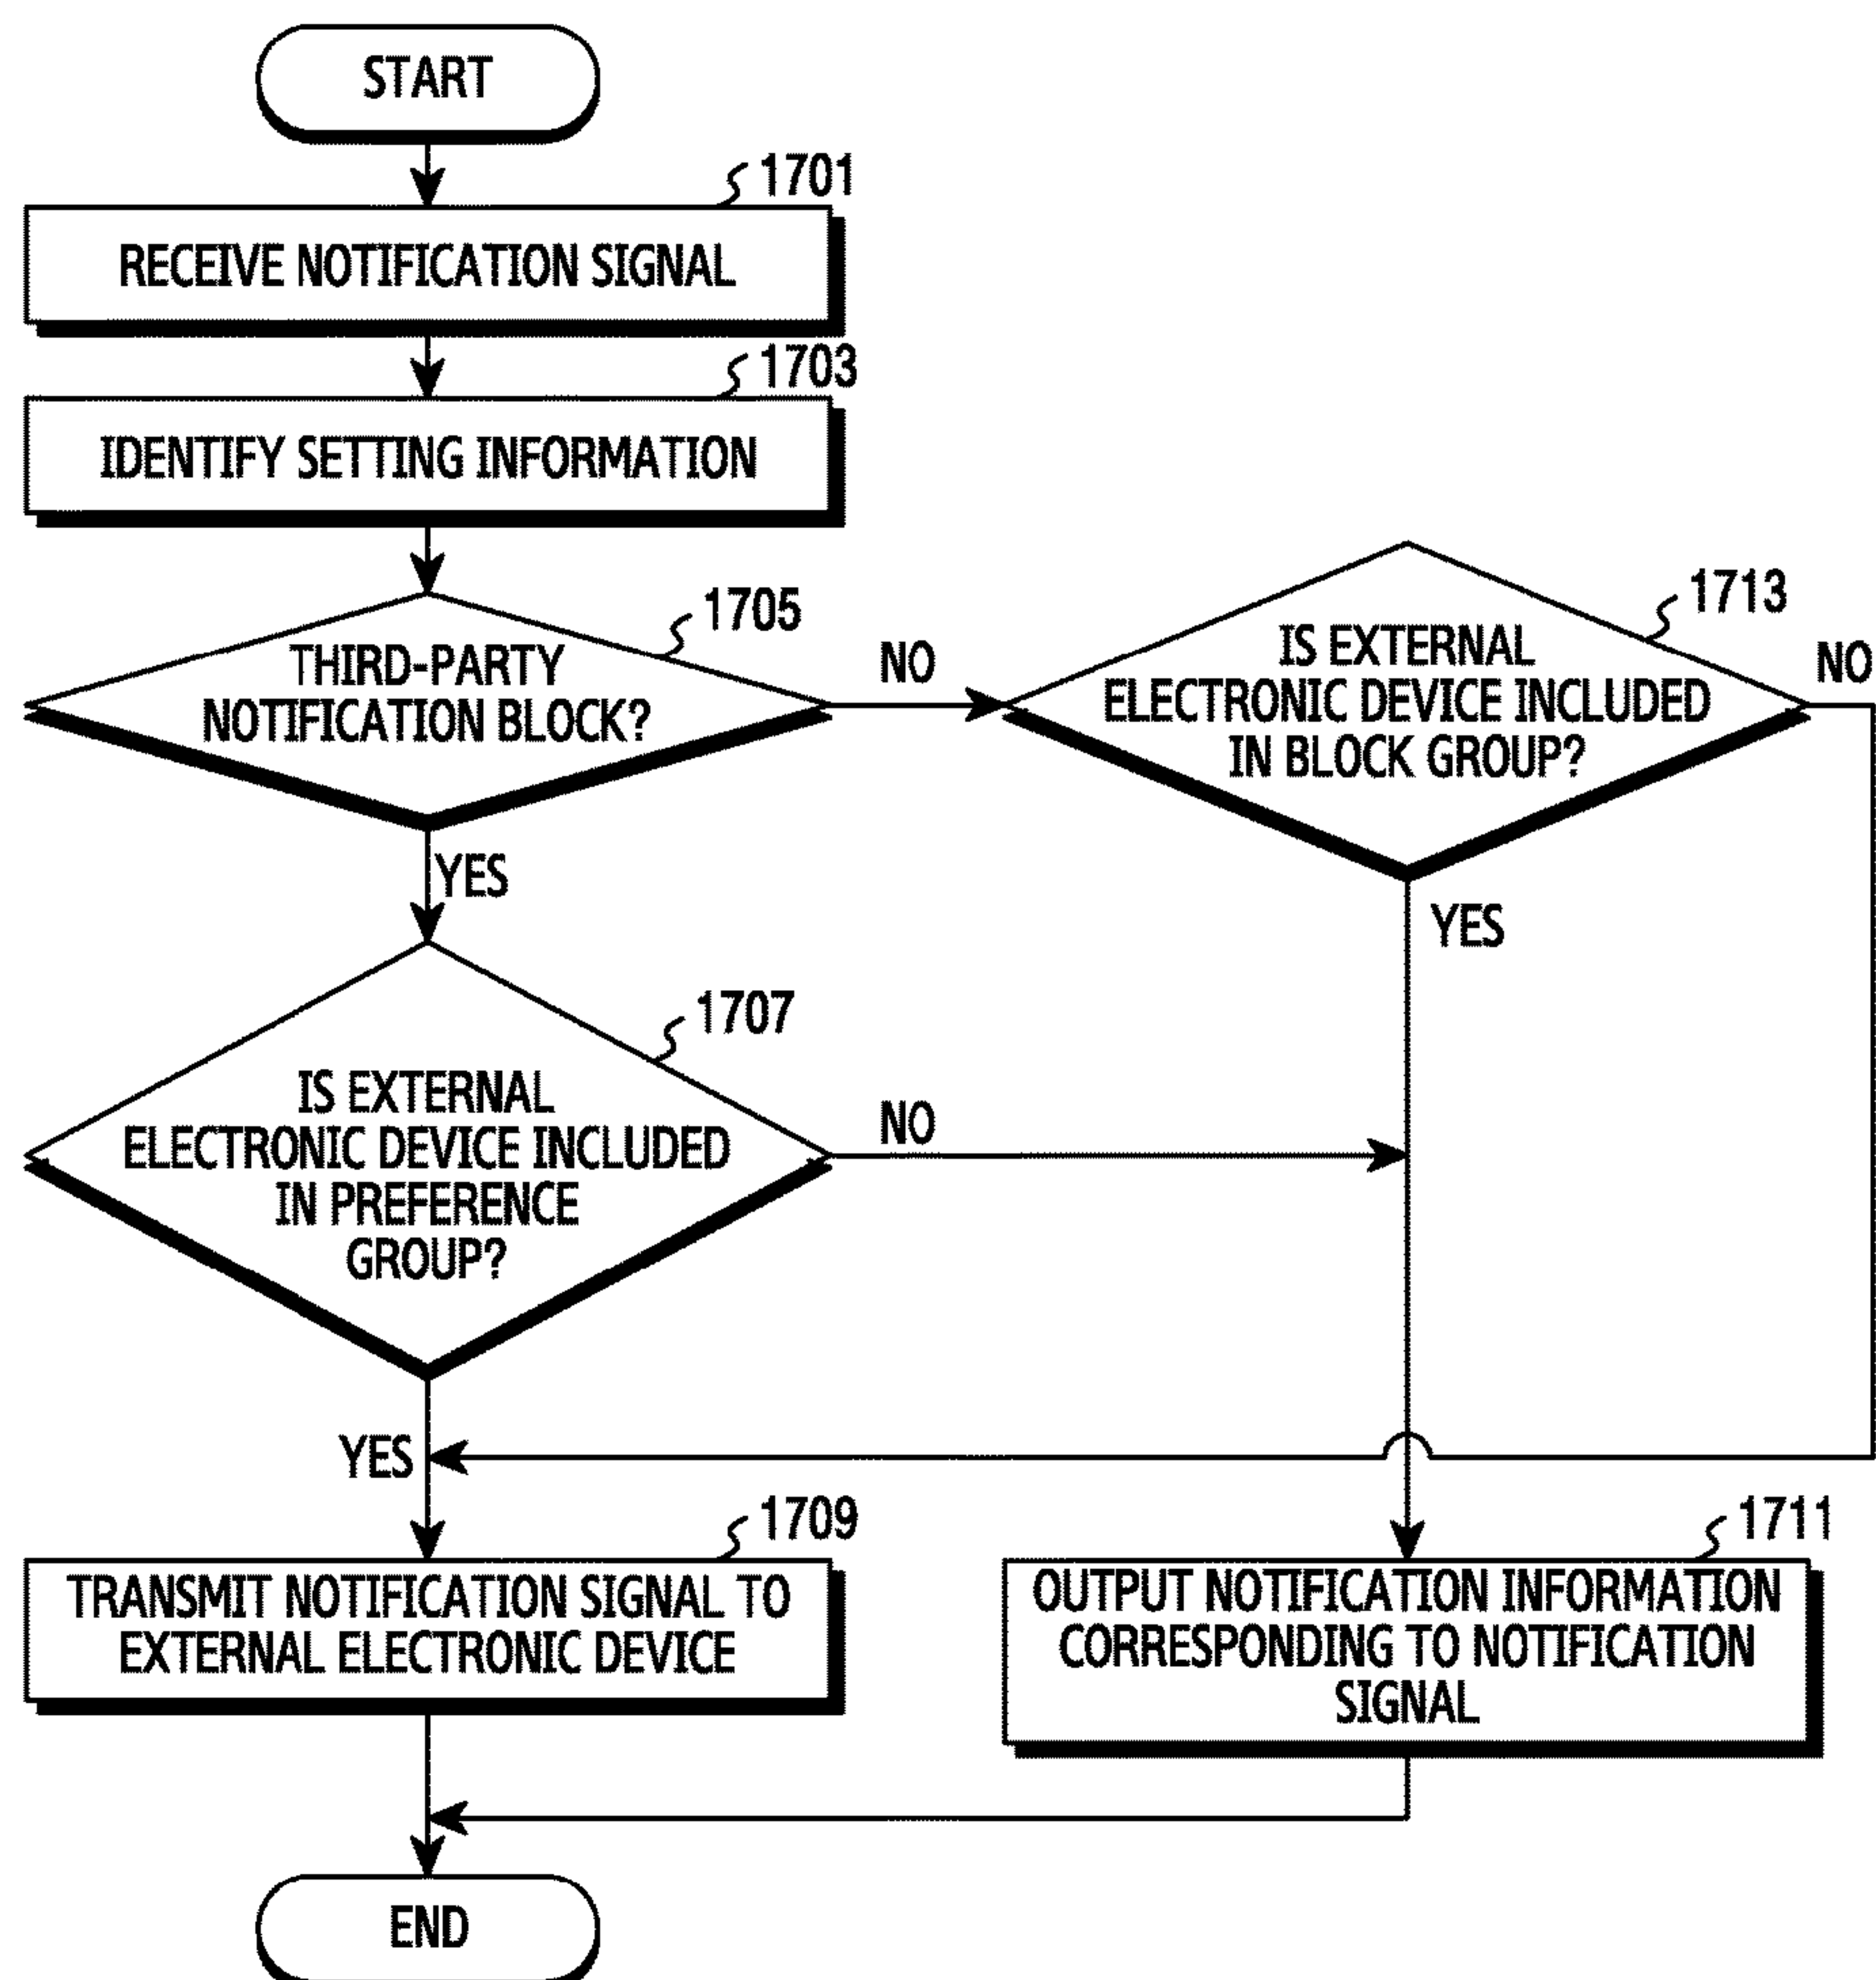 START
1701
RECEIVE NOTIFICATION SIGNAL
1703
IDENTIFY SETTING INFORMATION
1705
THIRD-PARTY
NOTIFICATION BLOCK?
NO
1713
IS EXTERNAL
ELECTRONIC DEVICE INCLUDED
IN BLOCK GROUP?
NO
YES
YES
1707
IS EXTERNAL
ELECTRONIC DEVICE INCLUDED
IN PREFERENCE
GROUP?
NO
YES
1709
TRANSMIT NOTIFICATION SIGNAL TO
EXTERNAL ELECTRONIC DEVICE
1711
OUTPUT NOTIFICATION INFORMATION
CORRESPONDING TO NOTIFICATION
SIGNAL
END